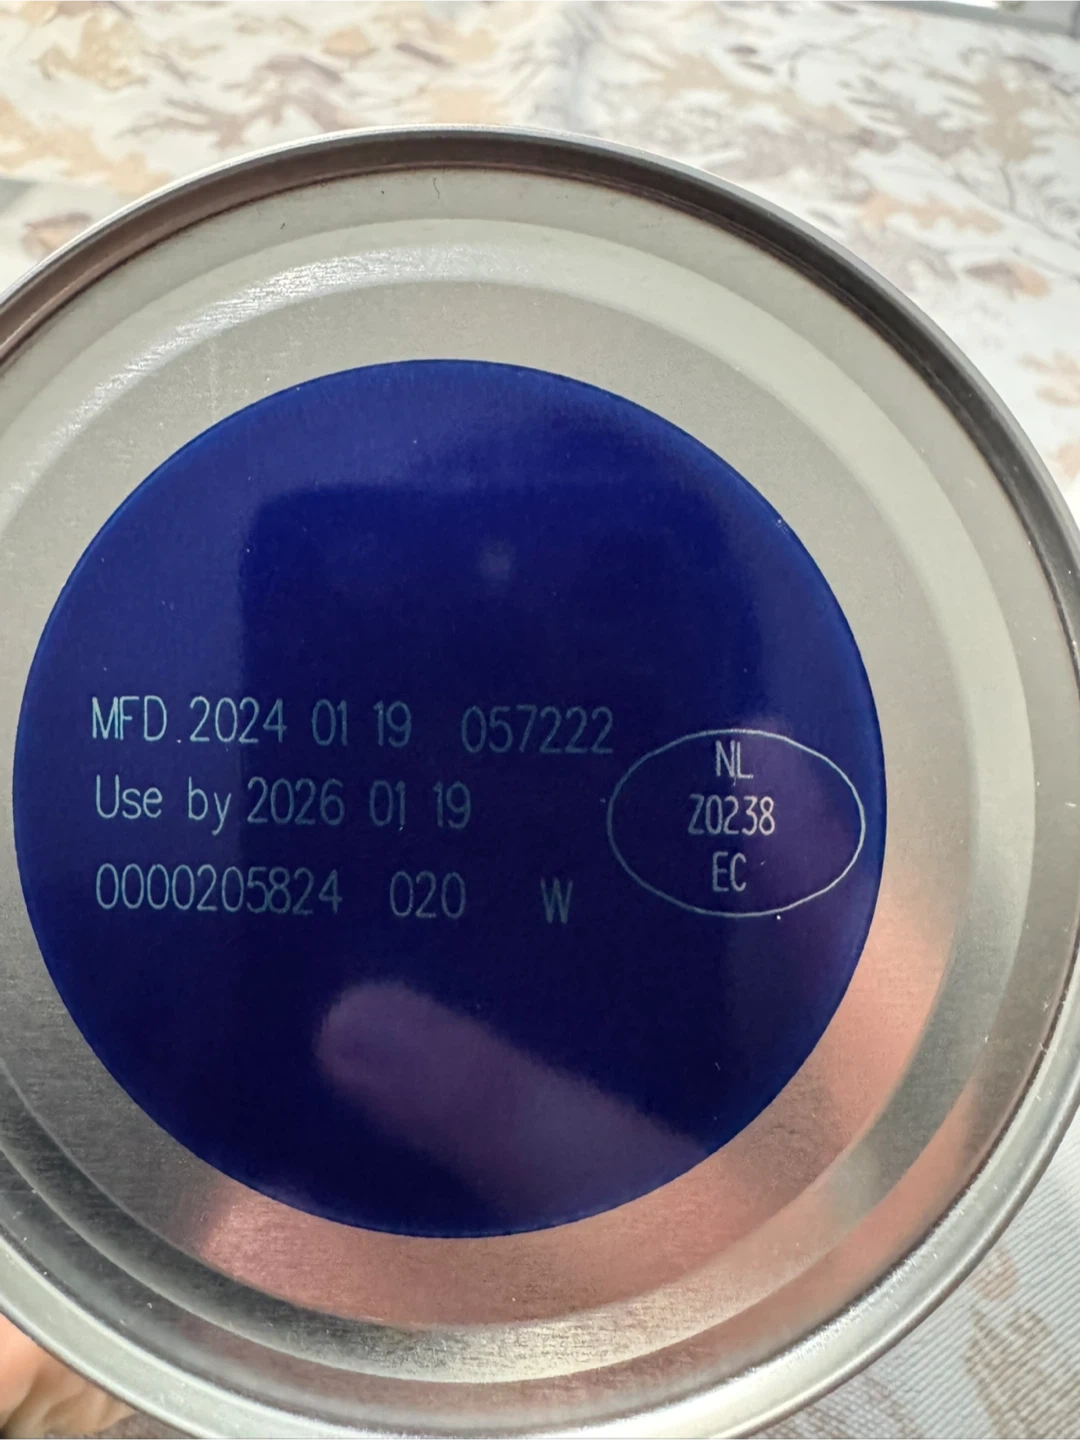 MFD. 2024 01 19 057222
Use by 2026 01 19
0000205824 020 W
NL
Z0238
EC